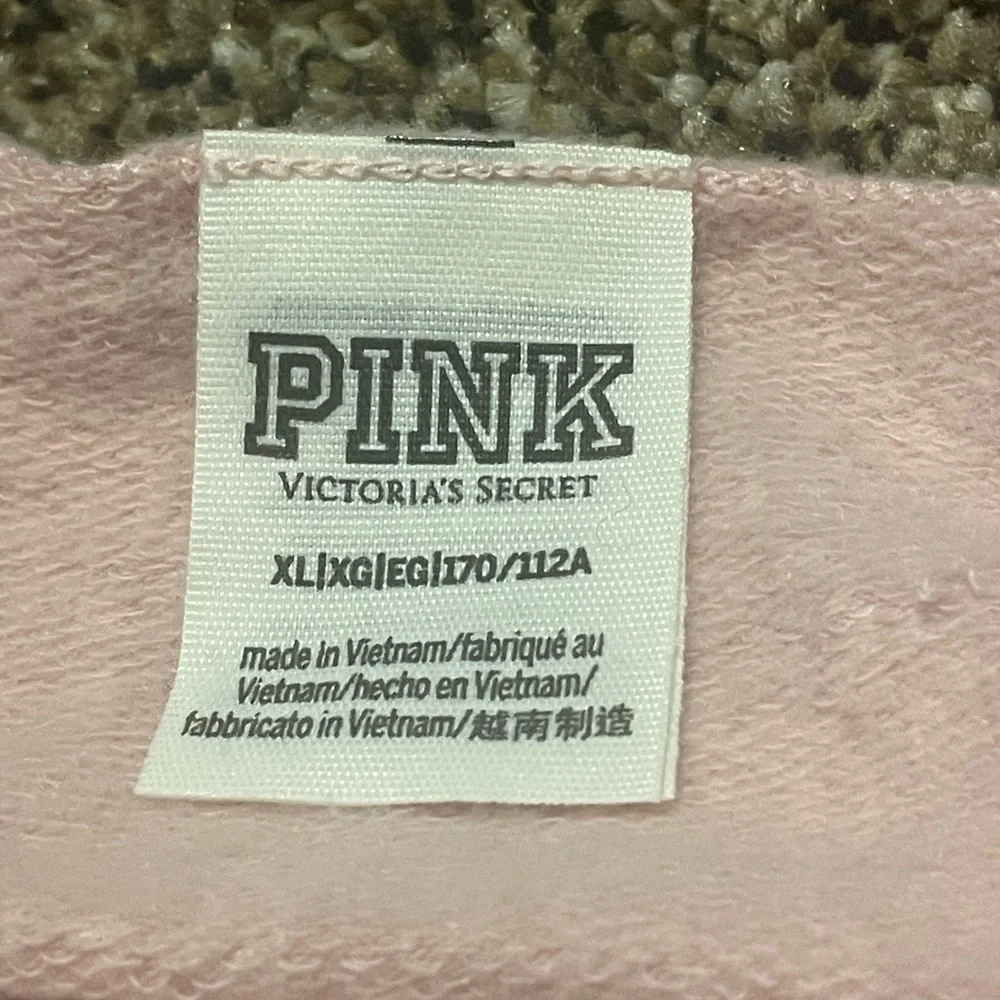 PINK
VICTORIA'S SECRET
XL|XG|EG|170/112A
made in Vietnam/fabriqué au
Vietnam/hecho en Vietnam/
fabbricato in Vietnam/越南制造